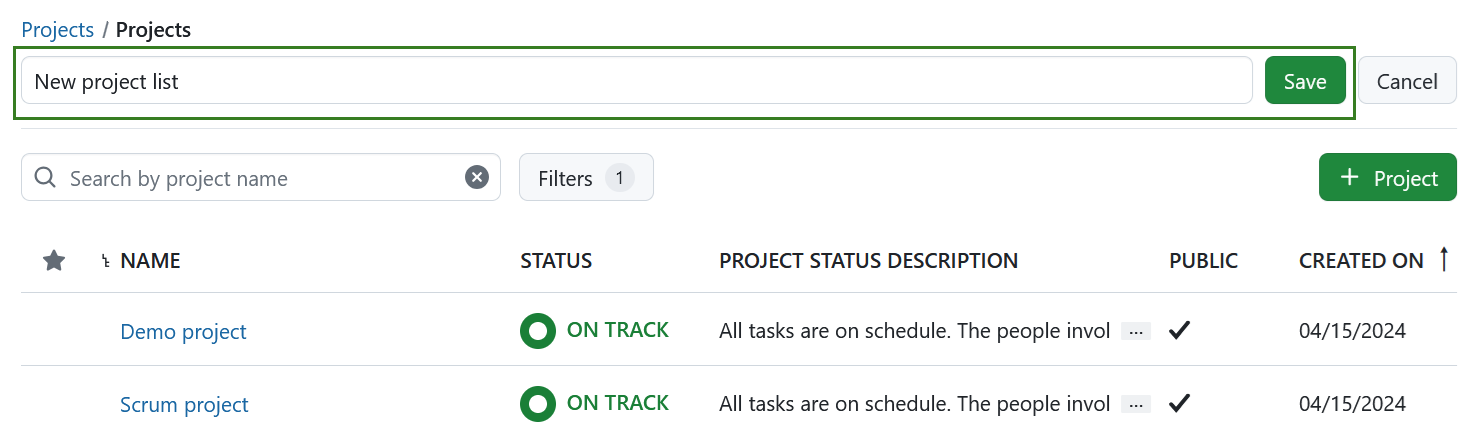 Projects / Projects
New project list Save Cancel
Search by project name Filters 1 + Project
NAME STATUS PROJECT STATUS DESCRIPTION PUBLIC CREATED ON
Demo project ON TRACK All tasks are on schedule. The people invol ... 04/15/2024
Scrum project ON TRACK All tasks are on schedule. The people invol ... 04/15/2024